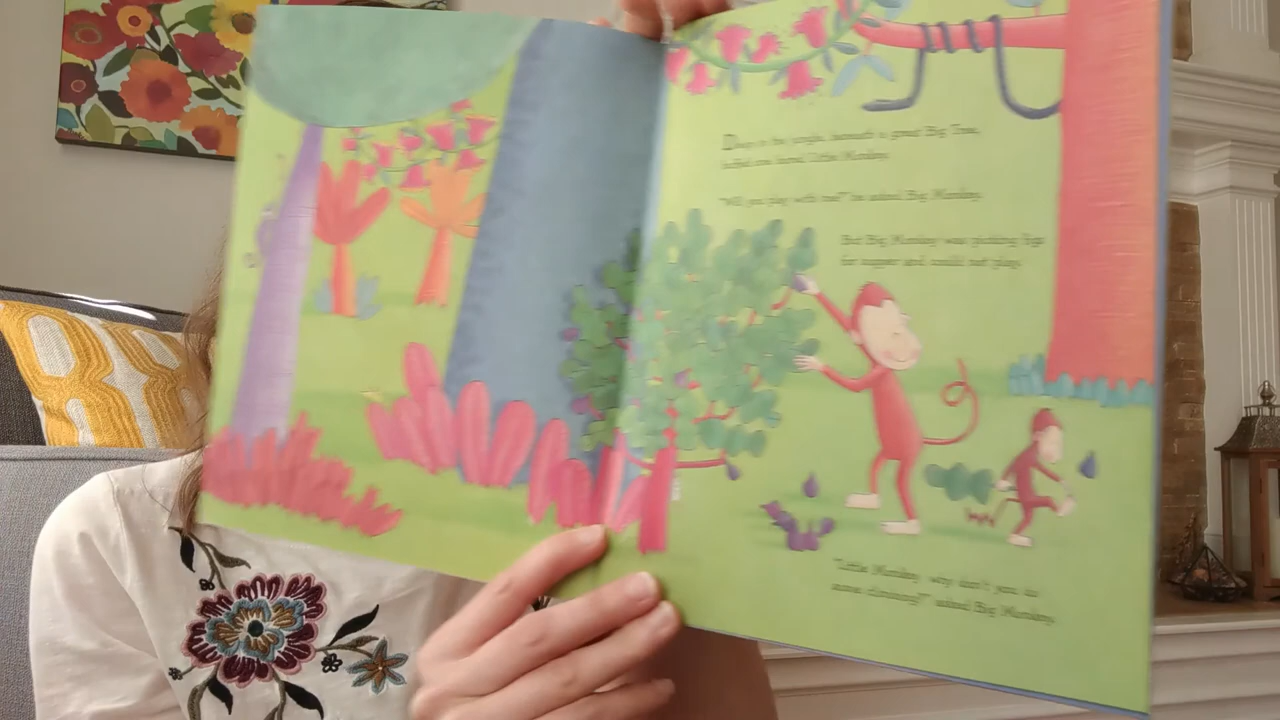 Deep in the jungle, beneath a great Big Tree,
lived one bored Little Monkey.
"Will you play with me?" he asked Big Monkey.
But Big Monkey was picking figs
for supper and could not play.
"Little Monkey why don't you do
some climbing?" asked Big Monkey.